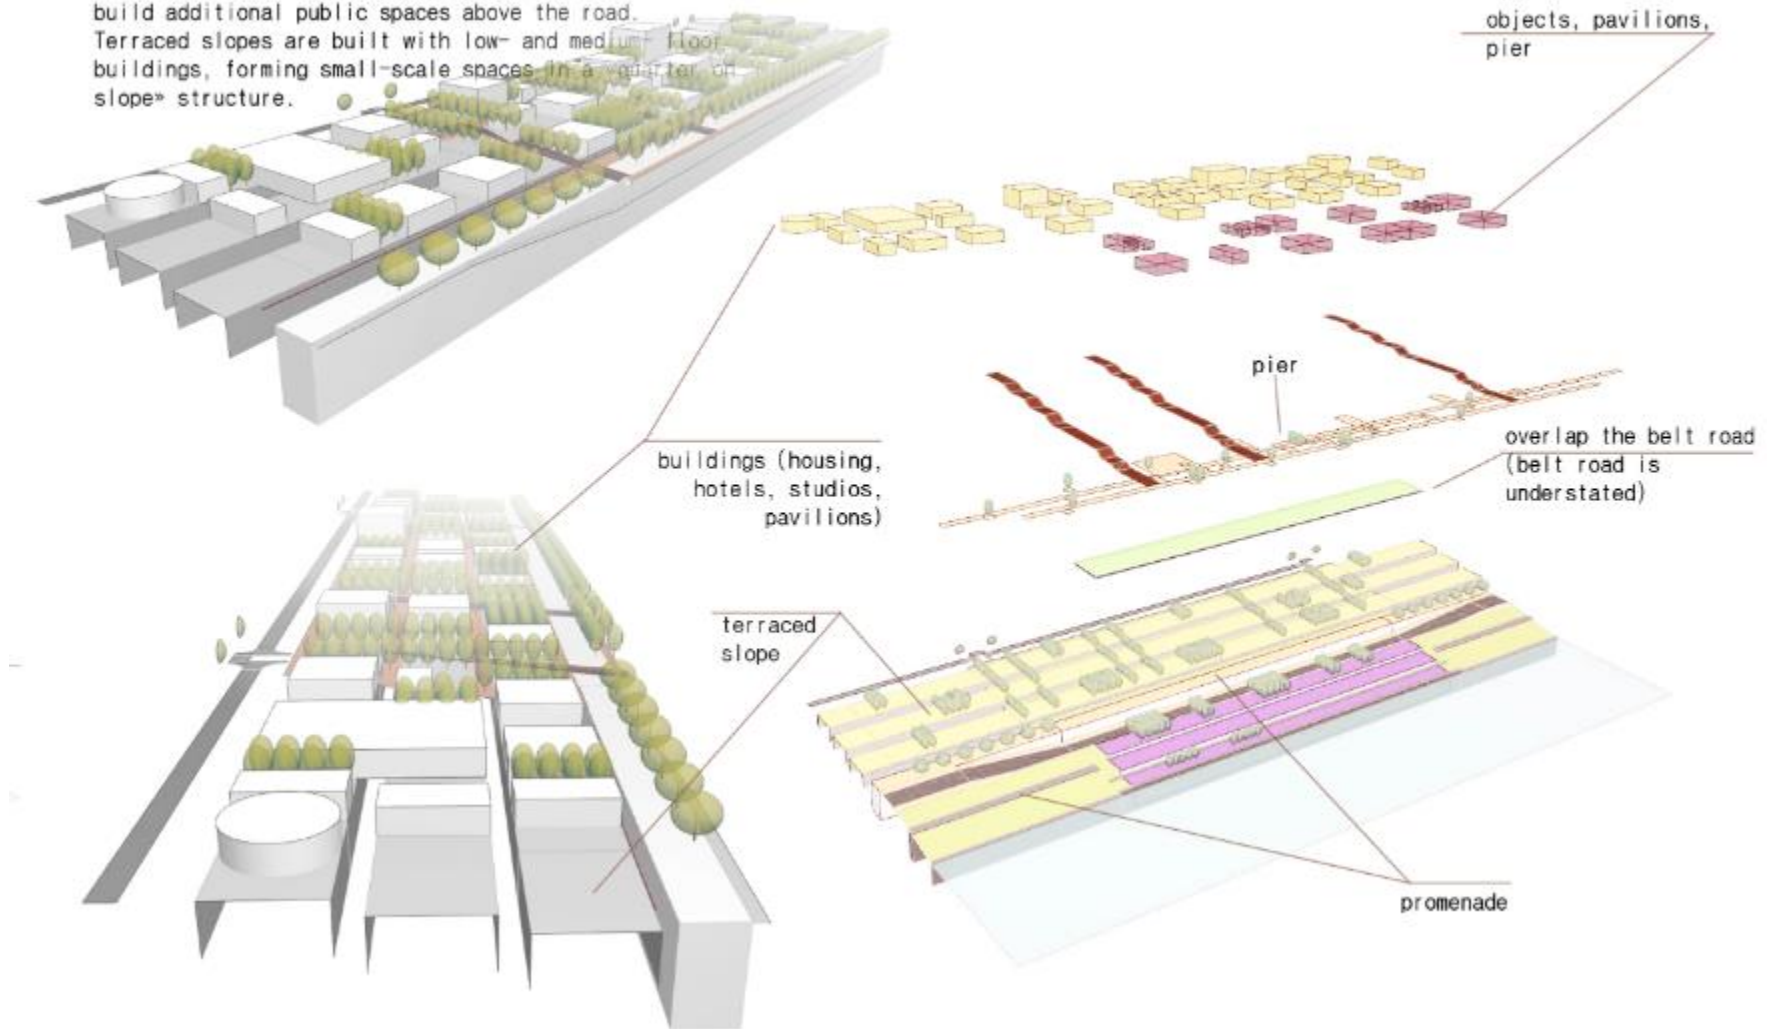 build additional public spaces above the road.
Terraced slopes are built with low- and medium- floor
buildings, forming small-scale spaces in a «quarter on
slope» structure.
objects, pavilions,
pier
pier
overlap the belt road
(belt road is
understated)
buildings (housing,
hotels, studios,
pavilions)
terraced
slope
promenade